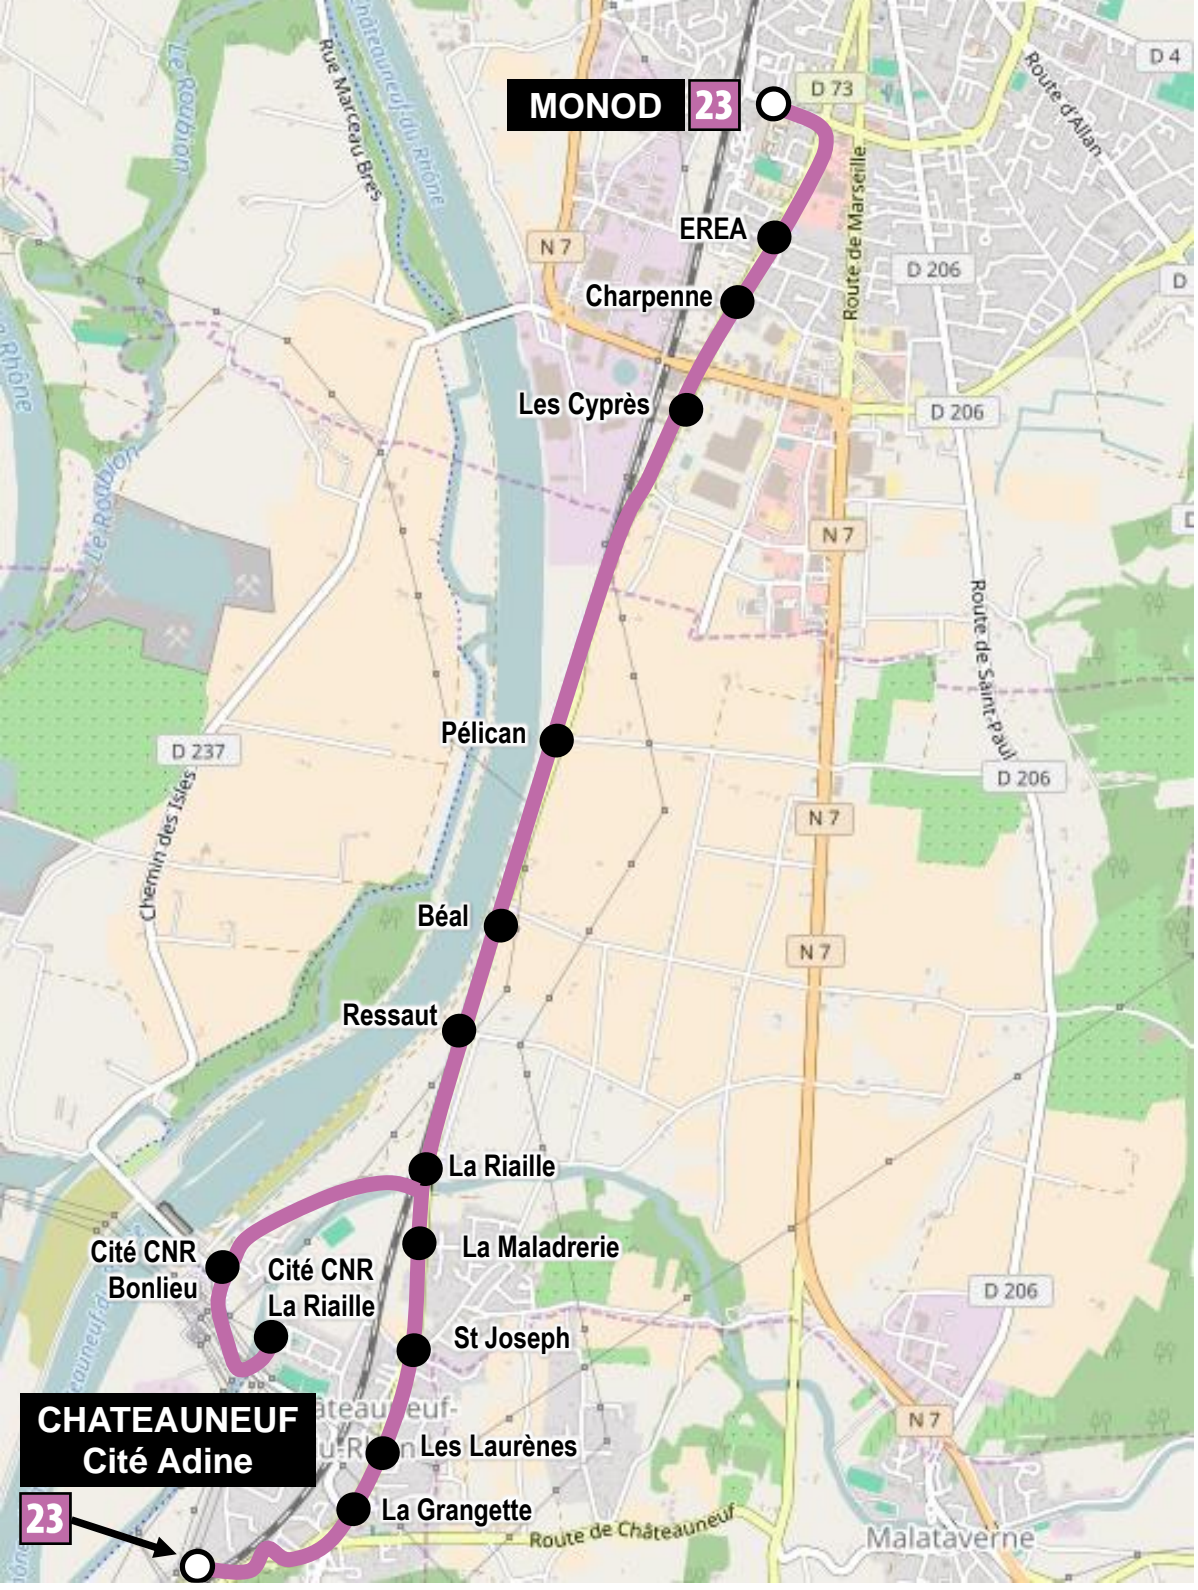 Le Roubion
Châteauneuf-du-Rhône
Rue Marceau Bres
MONOD 23
D 73
D 4
Route d'Allan
Route de Marseille
EREA
N 7
D 206
D
Charpenne
Rhône
Les Cyprès
D 206
Le Roubion
N 7
D
Route de Saint-Paul
Pélican
D 237
D 206
Chemin des Isles
N 7
Béal
N 7
Ressaut
La Riaille
Cité CNR
Bonlieu
Cité CNR
La Riaille
La Maladrerie
D 206
St Joseph
CHATEAUNEUF
Cité Adine
Les Laurènes
N 7
23
La Grangette
Route de Châteauneuf
Malataverne